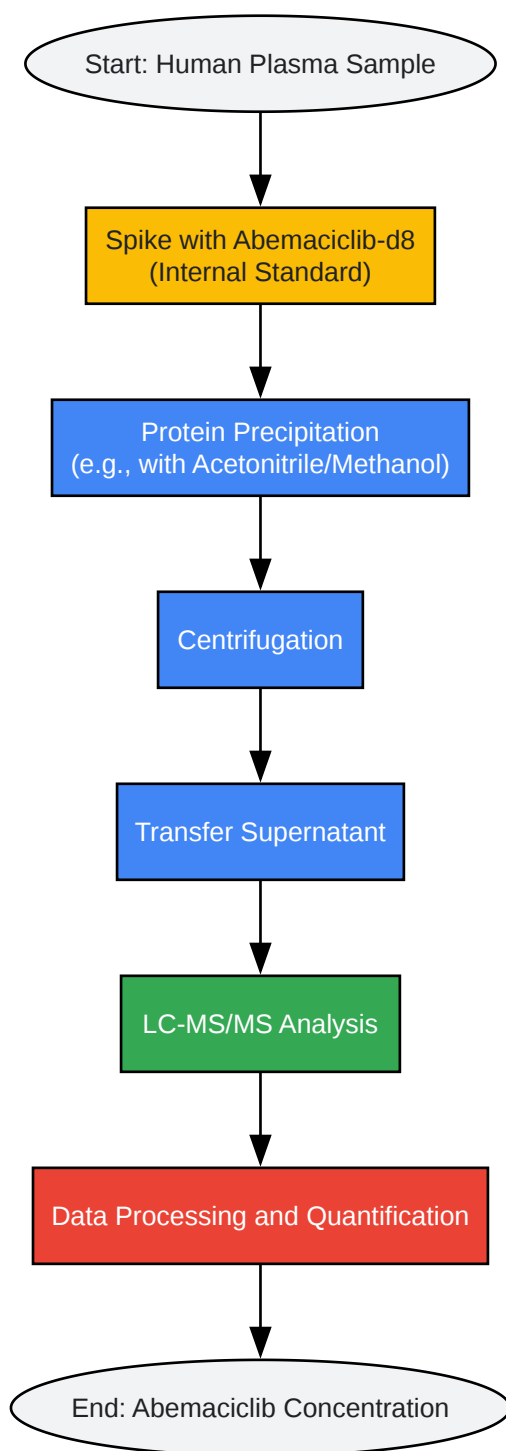 Start: Human Plasma Sample
Spike with Abemaciclib-d8
(Internal Standard)
Protein Precipitation
(e.g., with Acetonitrile/Methanol)
Centrifugation
Transfer Supernatant
LC-MS/MS Analysis
Data Processing and Quantification
End: Abemaciclib Concentration